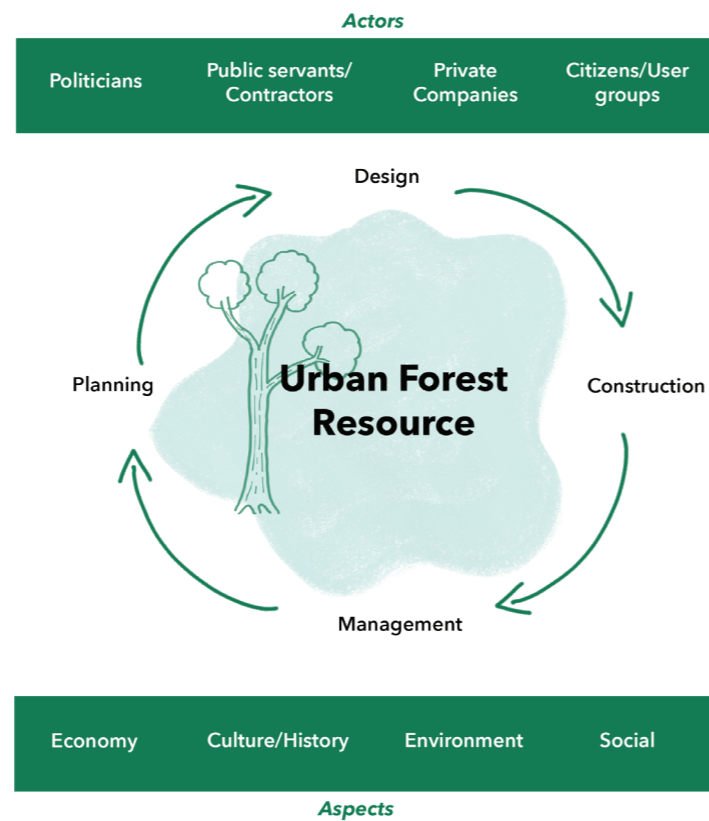 Actors
Politicians
Public servants/
Contractors
Private
Companies
Citizens/User
groups
Design
Planning
Urban Forest
Resource
Construction
Management
Economy
Culture/History
Environment
Social
Aspects